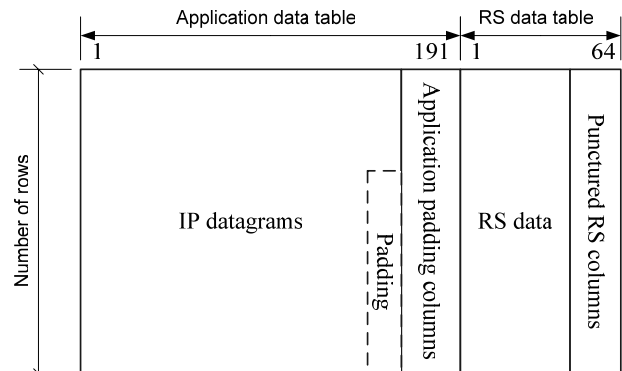 Application data table
RS data table
1
191
1
64
Number of rows
IP datagrams
Padding
Application padding columns
RS data
Punctured RS columns